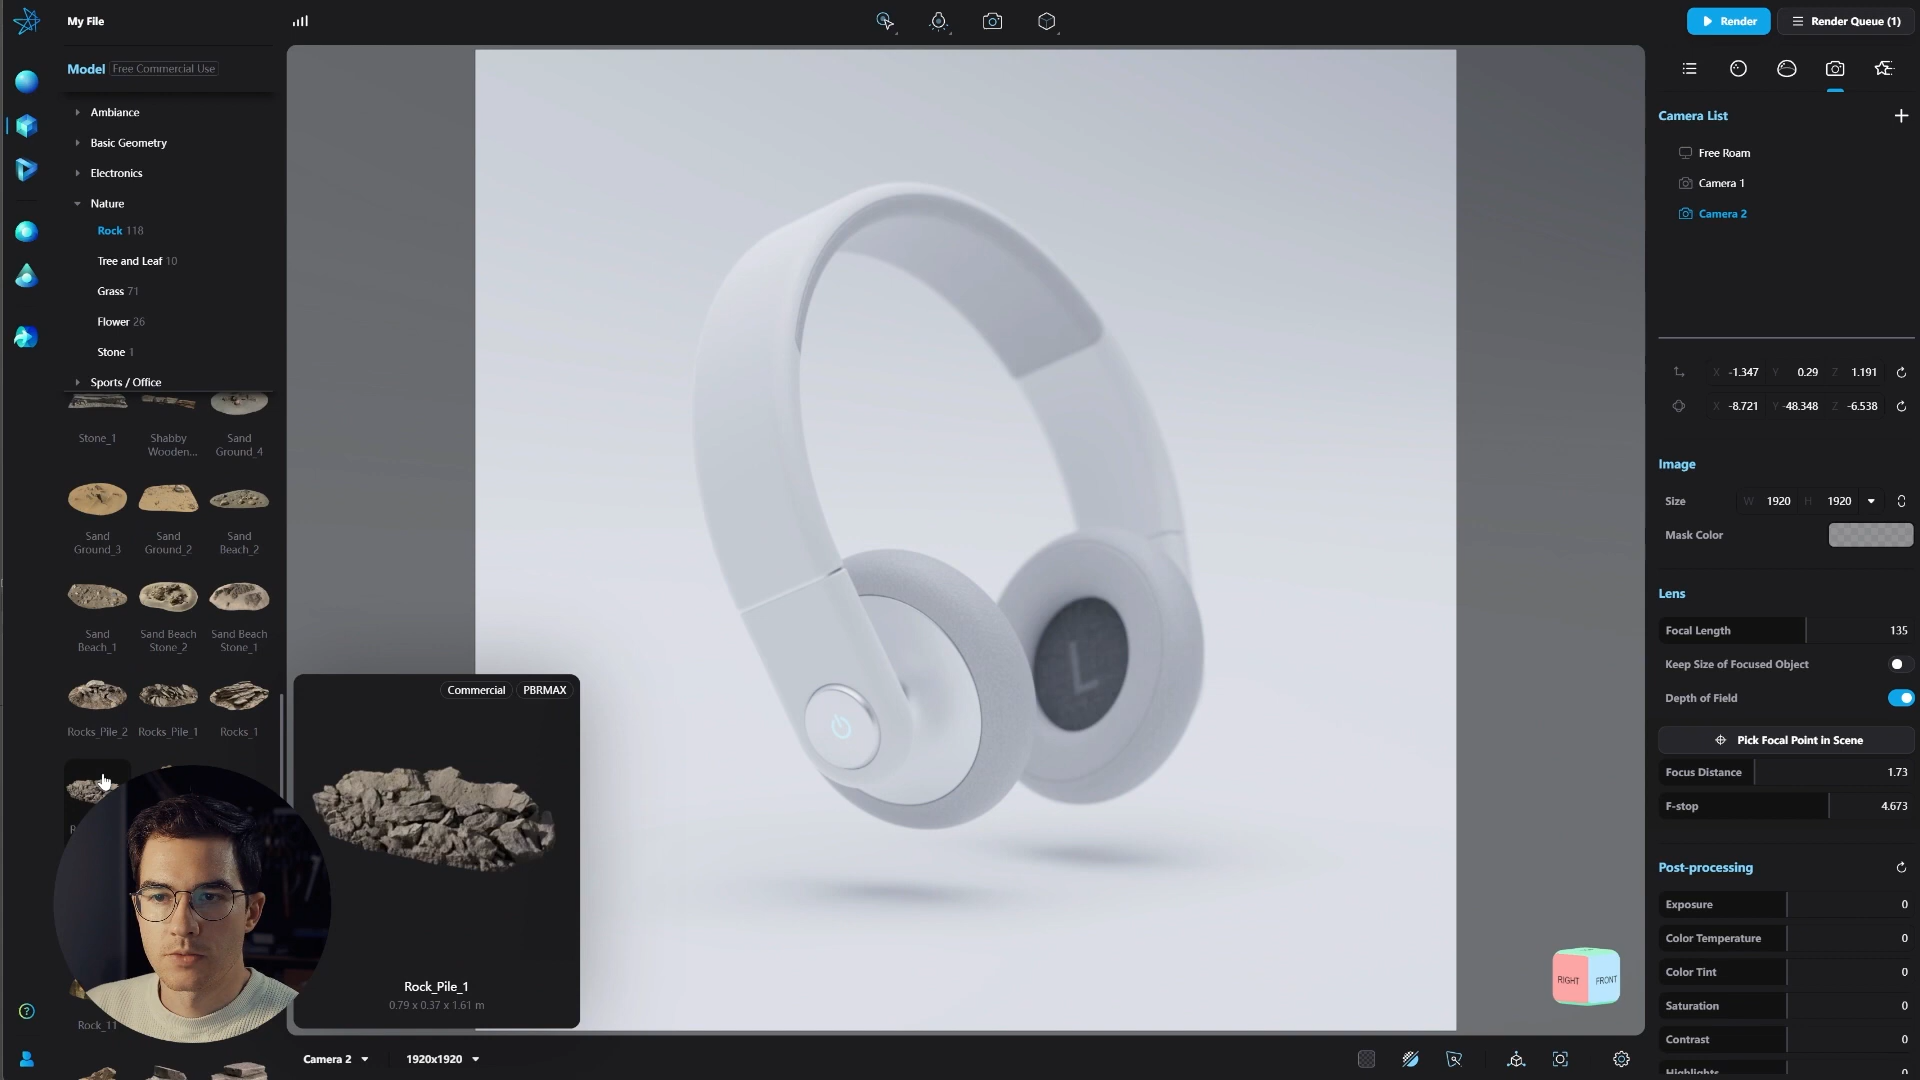 My File
Render
Render Queue (1)
Model
Free Commercial Use
Ambiance
Basic Geometry
Electronics
Nature
Rock 118
Tree and Leaf 10
Grass 71
Flower 26
Stone 1
Sports / Office
Stone_1
Shabby
Wooden...
Sand
Ground_4
Sand
Ground_3
Sand
Ground_2
Sand
Beach_2
Sand
Beach_1
Sand Beach
Stone_2
Sand Beach
Stone_1
Rocks_Pile_2
Rocks_Pile_1
Rocks_1
Rock_11
Commercial
PBRMAX
Rock_Pile_1
0.79 x 0.37 x 1.61 m
L
RIGHT
FRONT
Camera 2
1920x1920
Camera List
Free Roam
Camera 1
Camera 2
X -1.347 Y 0.29 Z 1.191
X -8.721 Y -48.348 Z -6.538
Image
Size W 1920 H 1920
Mask Color
Lens
Focal Length 135
Keep Size of Focused Object
Depth of Field
Pick Focal Point in Scene
Focus Distance 1.73
F-stop 4.673
Post-processing
Exposure 0
Color Temperature 0
Color Tint 0
Saturation 0
Contrast 0
Highlights 0